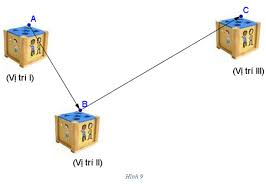 A
C
(Vị trí I)
(Vị trí III)
B
(Vị trí II)
Hình 9